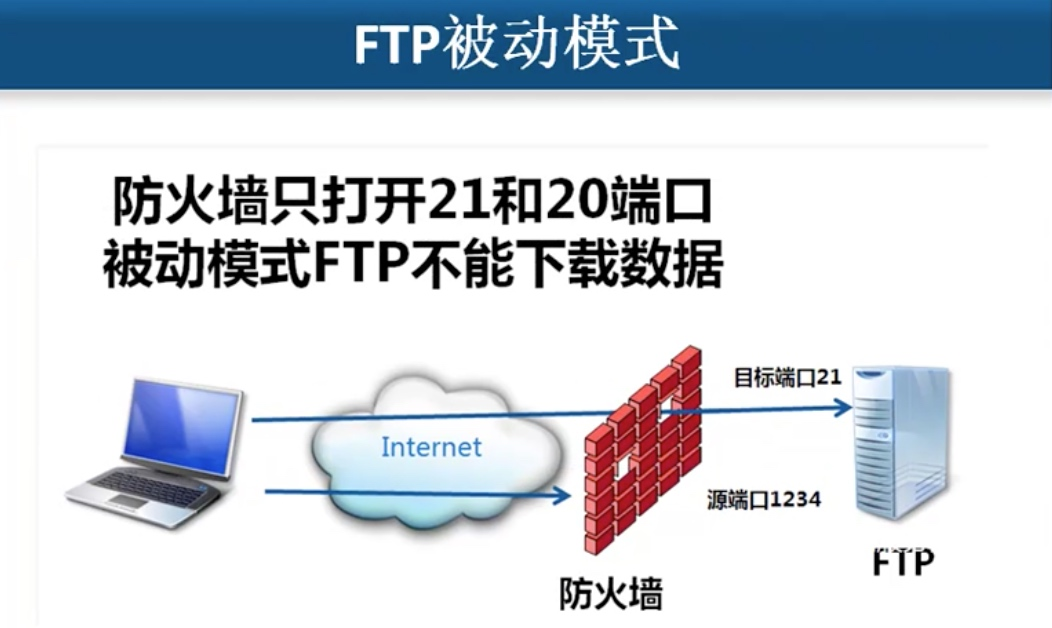 FTP被动模式
防火墙只打开21和20端口
被动模式FTP不能下载数据
目标端口21
Internet
源端口1234
FTP
防火墙